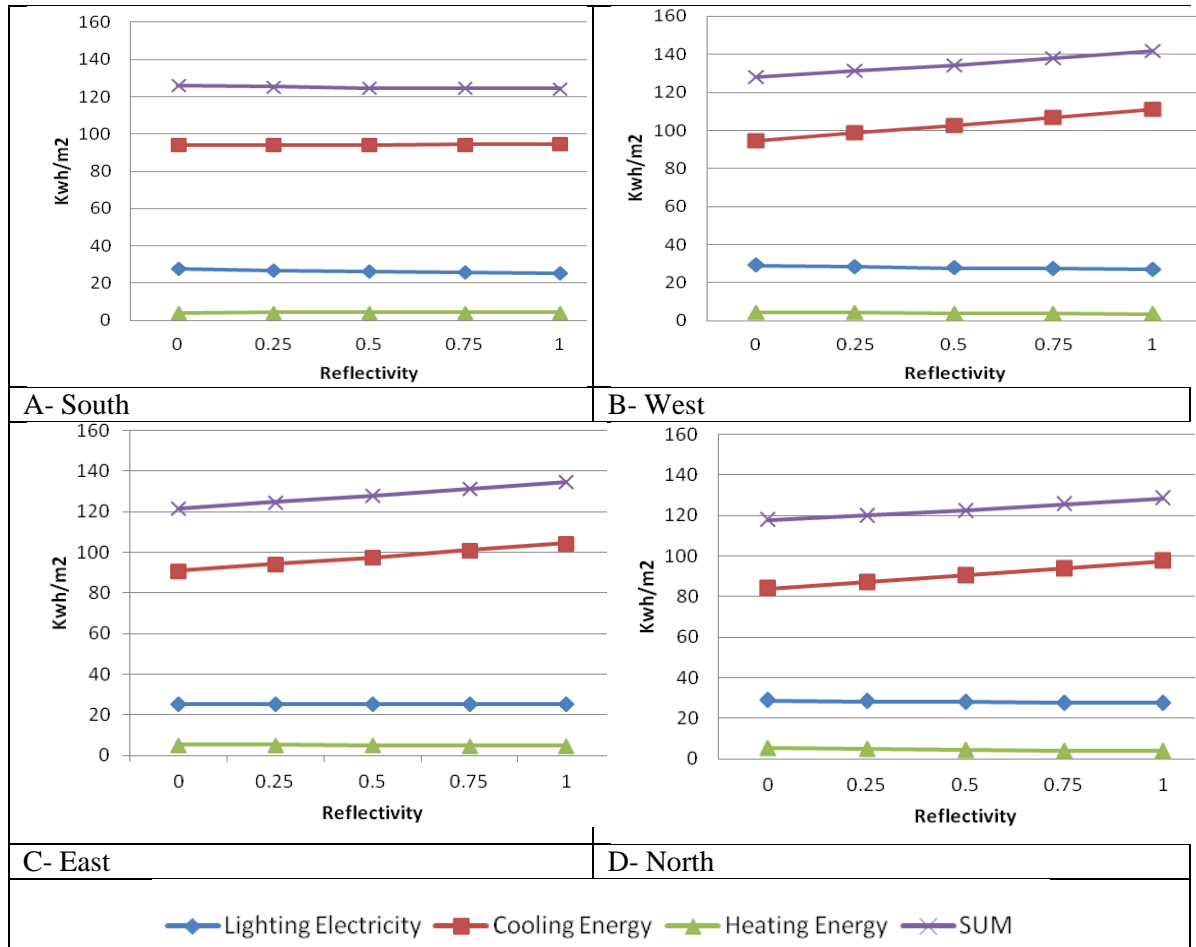 160
140
120
100
80
60
40
20
0
Kwh/m2
0 0.25 0.5 0.75 1
Reflectivity
A- South
160
140
120
100
80
60
40
20
0
Kwh/m2
0 0.25 0.5 0.75 1
Reflectivity
B- West
160
140
120
100
80
60
40
20
0
Kwh/m2
0 0.25 0.5 0.75 1
Reflectivity
C- East
160
140
120
100
80
60
40
20
0
Kwh/m2
0 0.25 0.5 0.75 1
Reflectivity
D- North
Lighting Electricity Cooling Energy Heating Energy SUM